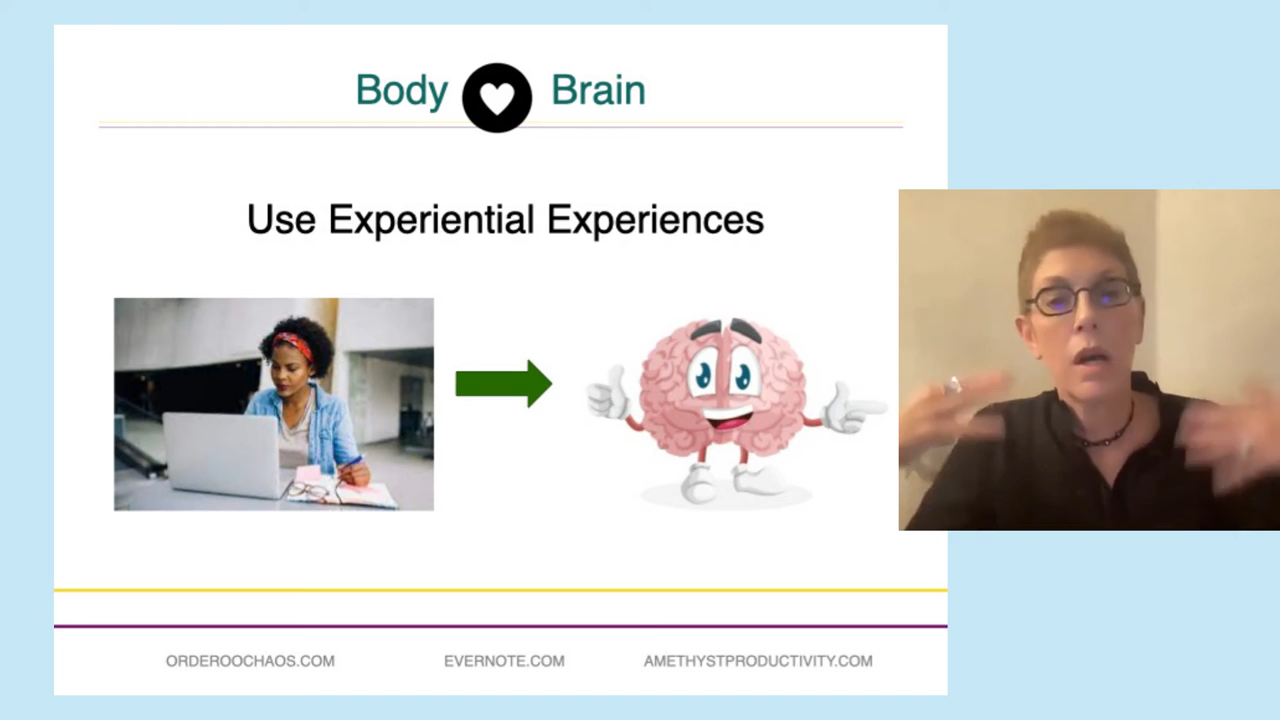 Body Brain
Use Experiential Experiences
ORDEROOCHAOS.COM EVERNOTE.COM AMETHYSTPRODUCTIVITY.COM